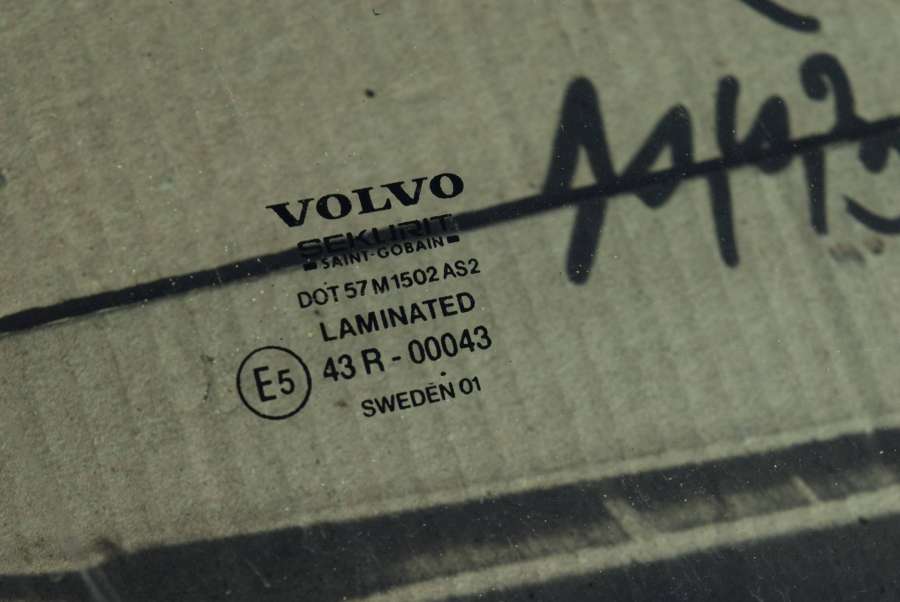 VOLVO
SEKURIT
SAINT-GOBAIN
DOT 57 M1502 AS2
LAMINATED
E5 43 R - 00043
SWEDEN 01